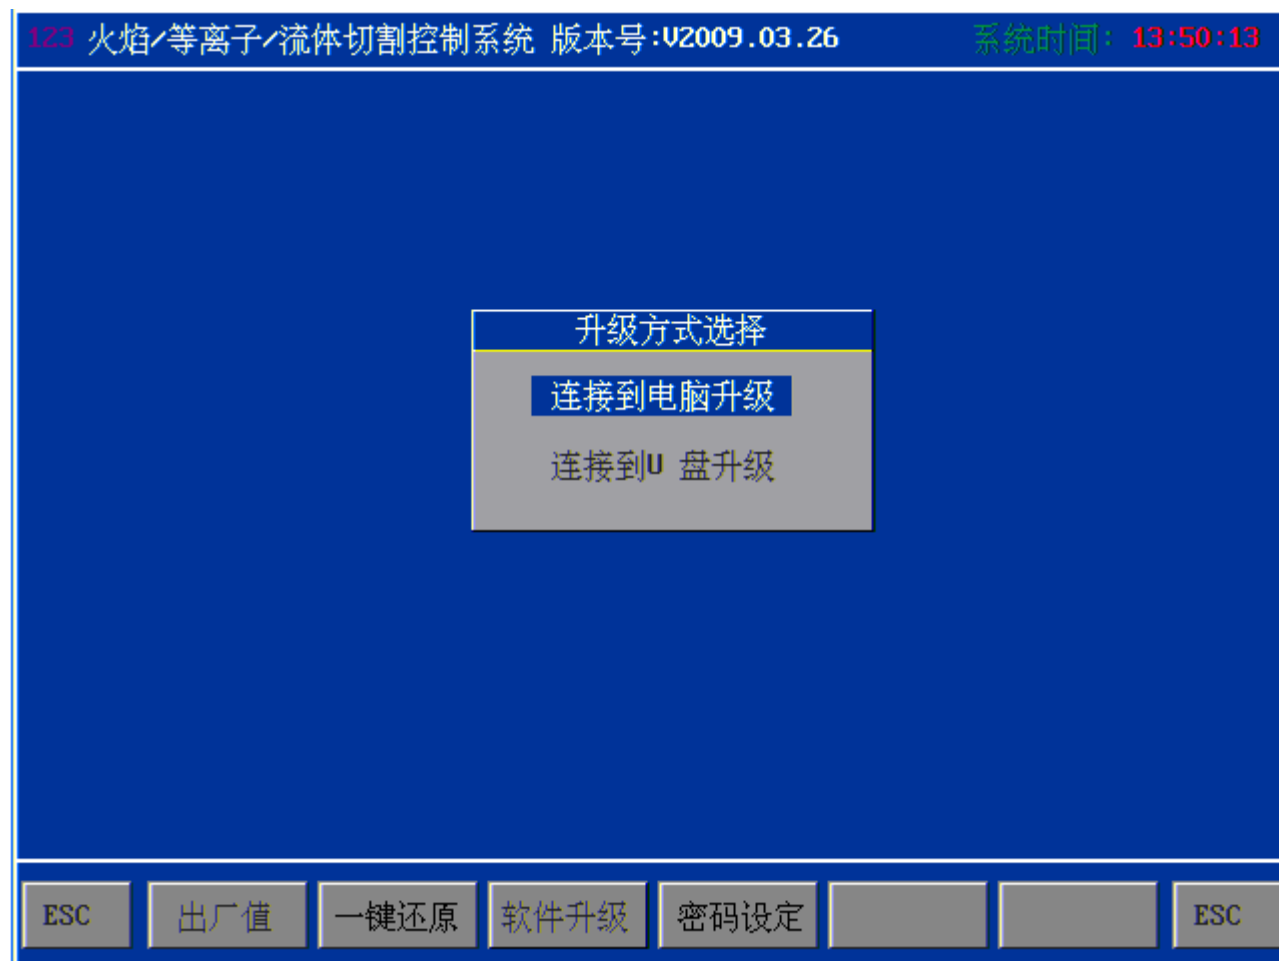 123 火焰/等离子/流体切割控制系统 版本号:V2009.03.26 系统时间: 13:50:13
升级方式选择
连接到电脑升级
连接到U 盘升级
ESC 出厂值 一键还原 软件升级 密码设定 ESC